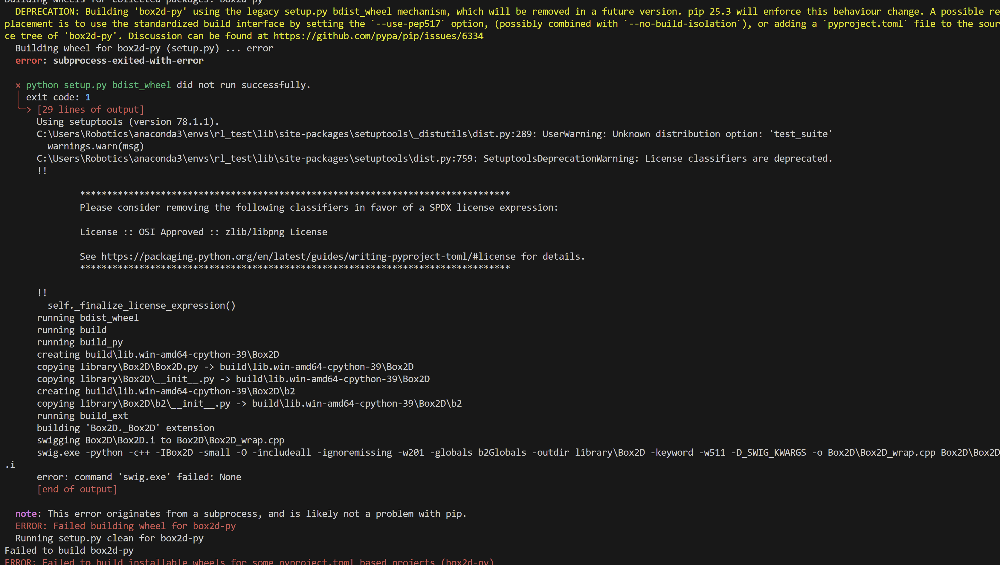 Building wheels for collected packages: box2d-py
DEPRECATION: Building 'box2d-py' using the legacy setup.py bdist_wheel mechanism, which will be removed in a future version. pip 25.3 will enforce this behaviour change. A possible re
placement is to use the standardized build interface by setting the `--use-pep517` option, (possibly combined with `--no-build-isolation`), or adding a `pyproject.toml` file to the sour
ce tree of 'box2d-py'. Discussion can be found at https://github.com/pypa/pip/issues/6334
Building wheel for box2d-py (setup.py) ... error
error: subprocess-exited-with-error
× python setup.py bdist_wheel did not run successfully.
exit code: 1
╰─> [29 lines of output]
Using setuptools (version 78.1.1).
C:\Users\Robotics\anaconda3\envs\rl_test\lib\site-packages\setuptools\_distutils\dist.py:289: UserWarning: Unknown distribution option: 'test_suite'
warnings.warn(msg)
C:\Users\Robotics\anaconda3\envs\rl_test\lib\site-packages\setuptools\dist.py:759: SetuptoolsDeprecationWarning: License classifiers are deprecated.
!!
********************************************************************************
Please consider removing the following classifiers in favor of a SPDX license expression:
License :: OSI Approved :: zlib/libpng License
See https://packaging.python.org/en/latest/guides/writing-pyproject-toml/#license for details.
********************************************************************************
!!
self._finalize_license_expression()
running bdist_wheel
running build
running build_py
creating build\lib.win-amd64-cpython-39\Box2D
copying library\Box2D\Box2D.py -> build\lib.win-amd64-cpython-39\Box2D
copying library\Box2D\__init__.py -> build\lib.win-amd64-cpython-39\Box2D
creating build\lib.win-amd64-cpython-39\Box2D\b2
copying library\Box2D\b2\__init__.py -> build\lib.win-amd64-cpython-39\Box2D\b2
running build_ext
building 'Box2D._Box2D' extension
swigging Box2D\Box2D.i to Box2D\Box2D_wrap.cpp
swig.exe -python -c++ -IBox2D -small -O -includeall -ignoremissing -w201 -globals b2Globals -outdir library\Box2D -keyword -w511 -D_SWIG_KWARGS -o Box2D\Box2D_wrap.cpp Box2D\Box2D
.i
error: command 'swig.exe' failed: None
[end of output]
note: This error originates from a subprocess, and is likely not a problem with pip.
ERROR: Failed building wheel for box2d-py
Running setup.py clean for box2d-py
Failed to build box2d-py
ERROR: Failed to build installable wheels for some pyproject.toml based projects (box2d-py)